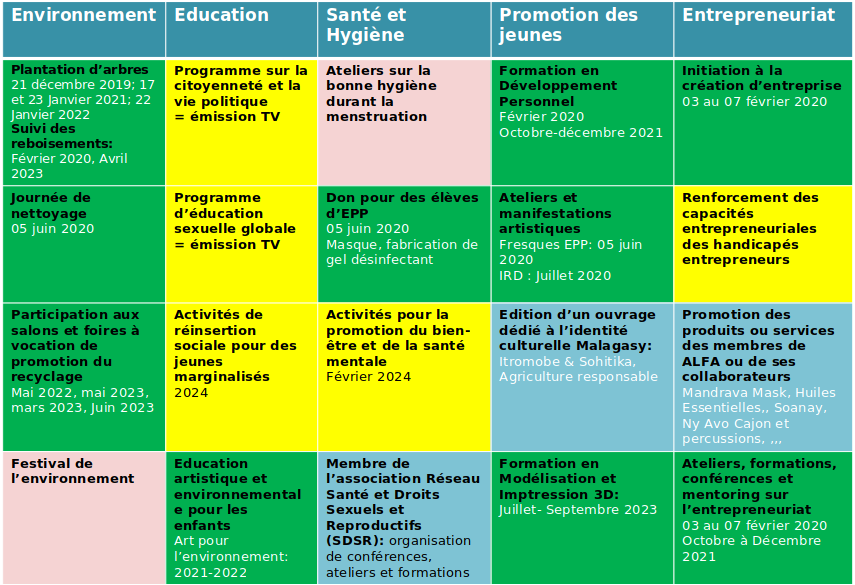 Environnement
Education
Santé et
Hygiène
Promotion des
jeunes
Entrepreneuriat
Plantation d’arbres
21 décembre 2019; 17
et 23 Janvier 2021; 22
Janvier 2022
Suivi des
reboisements:
Février 2020, Avril
2023
Programme sur la
citoyenneté et la
vie politique
= émission TV
Ateliers sur la
bonne hygiène
durant la
menstruation
Formation en
Développement
Personnel
Février 2020
Octobre-décembre 2021
Initiation à la
création d’entreprise
03 au 07 février 2020
Journée de
nettoyage
05 juin 2020
Programme
d’éducation
sexuelle globale
= émission TV
Don pour des élèves
d’EPP
05 juin 2020
Masque, fabrication de
gel désinfectant
Ateliers et
manifestations
artistiques
Fresques EPP: 05 juin
2020
IRD : Juillet 2020
Renforcement des
capacités
entrepreneuriales
des handicapés
entrepreneurs
Participation aux
salons et foires à
vocation de
promotion du
recyclage
Mai 2022, mai 2023,
mars 2023, Juin 2023
Activités de
réinsertion
sociale pour des
jeunes
marginalisés
2024
Activités pour la
promotion du bien-
être et de la santé
mentale
Février 2024
Edition d’un ouvrage
dédié à l’identité
culturelle Malagasy:
Itromobe & Sohitika,
Agriculture responsable
Promotion des
produits ou services
des membres de
ALFA ou de ses
collaborateurs
Mandrava Mask, Huiles
Essentielles,, Soanay,
Ny Avo Cajon et
percussions, ,,,
Festival de
l’environnement
Education
artistique et
environnemental
e pour les
enfants
Art pour
l’environnement:
2021-2022
Membre de
l’association Réseau
Santé et Droits
Sexuels et
Reproductifs
(SDSR): organisation
de conférences,
ateliers et formations
Formation en
Modélisation et
Imptression 3D:
Juillet- Septembre 2023
Ateliers, formations,
conférences et
mentoring sur
l’entrepreneuriat
03 au 07 février 2020
Octobre à Décembre
2021